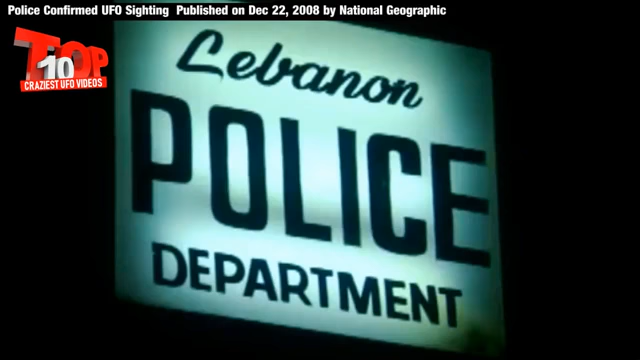 Police Confirmed UFO Sighting  Published on Dec 22, 2008 by National Geographic
TOP
10
CRAZIEST UFO VIDEOS
Lebanon
POLICE
DEPARTMENT